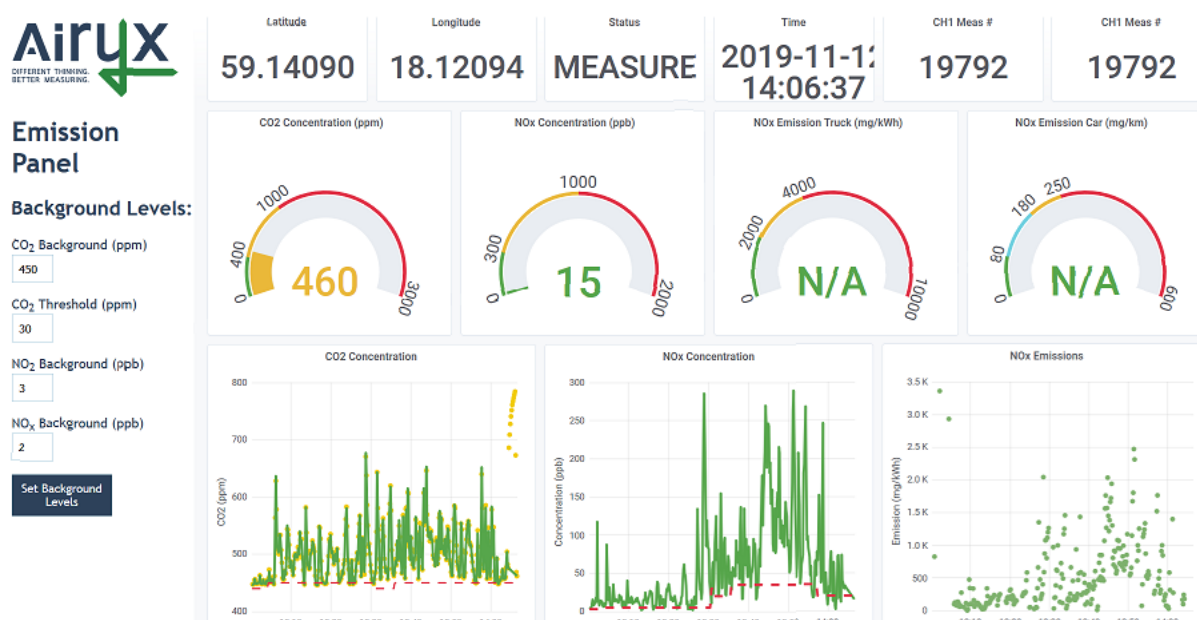 Airyx
DIFFERENT THINKING.
BETTER MEASURING.
Emission
Panel
Background Levels:
CO2 Background (ppm)
450
CO2 Threshold (ppm)
30
NO2 Background (ppb)
3
NOx Background (ppb)
2
Set Background
Levels
Latitude
59.14090
Longitude
18.12094
Status
MEASURE
Time
2019-11-12
14:06:37
CH1 Meas #
19792
CH1 Meas #
19792
CO2 Concentration (ppm)
0
400
1000
3000
460
NOx Concentration (ppb)
0
300
1000
2000
15
NOx Emission Truck (mg/kWh)
0
2000
4000
10000
N/A
NOx Emission Car (mg/km)
0
80
180
250
600
N/A
CO2 Concentration
CO2 (ppm)
800
700
600
500
400
NOx Concentration
Concentration (ppb)
300
250
200
150
100
50
0
NOx Emissions
Emission (mg/kWh)
3.5 K
3.0 K
2.5 K
2.0 K
1.5 K
1.0 K
500
0